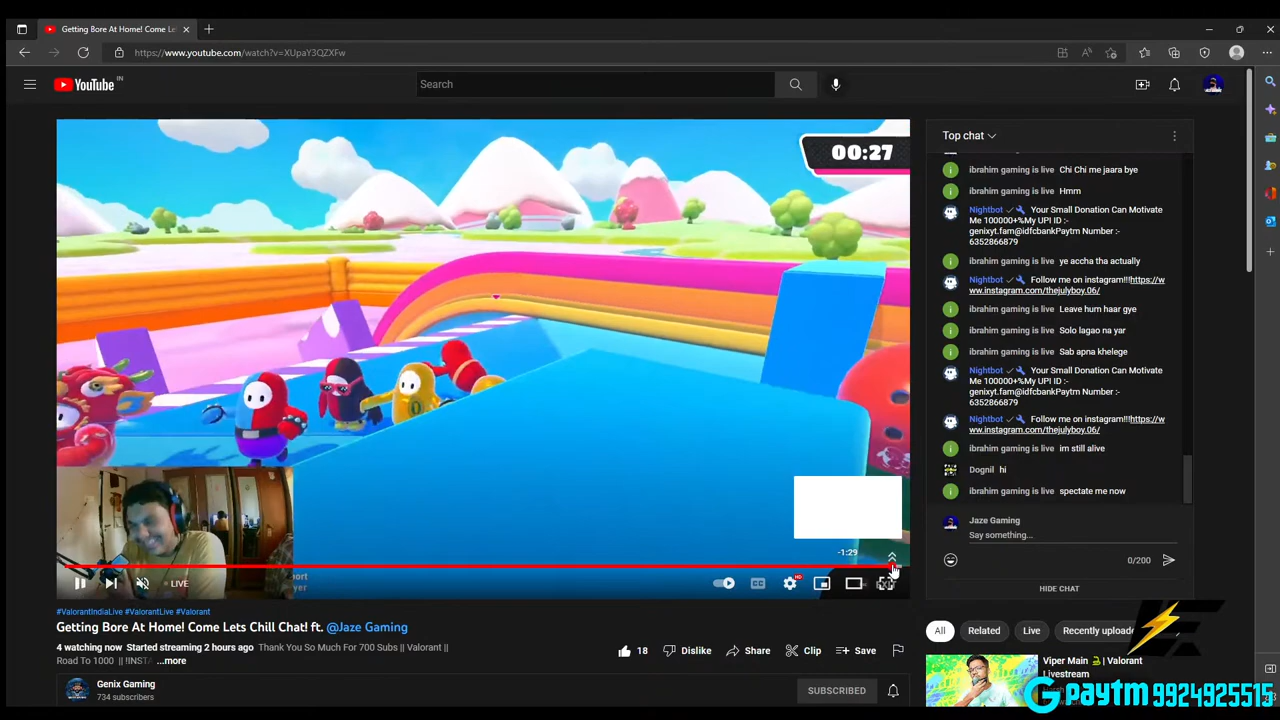 Getting Bore At Home! Come Let
https://www.youtube.com/watch?v=XUpaY3QZXFw
YouTube IN
Search
00:27
-1:29
LIVE
HD
Top chat
ibrahim gaming is live Chi Chi me jaara bye
ibrahim gaming is live Hmm
Nightbot Your Small Donation Can Motivate
Me 100000+%My UPI ID :-
genixyt.fam@idfcbankPaytm Number :-
6352866879
ibrahim gaming is live ye accha tha actually
Nightbot Follow me on instagram!!!https://w
ww.instagram.com/thejulyboy.06/
ibrahim gaming is live Leave hum haar gye
ibrahim gaming is live Solo lagao na yar
ibrahim gaming is live Sab apna khelege
Nightbot Your Small Donation Can Motivate
Me 100000+%My UPI ID :-
genixyt.fam@idfcbankPaytm Number :-
6352866879
Nightbot Follow me on instagram!!!https://w
ww.instagram.com/thejulyboy.06/
ibrahim gaming is live im still alive
Dognil hi
ibrahim gaming is live spectate me now
Jaze Gaming
Say something...
0/200
HIDE CHAT
#ValorantIndiaLive #ValorantLive #Valorant
Getting Bore At Home! Come Lets Chill Chat! ft. @Jaze Gaming
4 watching now Started streaming 2 hours ago Thank You So Much For 700 Subs || Valorant ||
Road To 1000 || !INSTA ...more
18 Dislike Share Clip Save
Genix Gaming
734 subscribers
SUBSCRIBED
All Related Live Recently uploade
Viper Main | Valorant
Livestream
paytm 9924925515